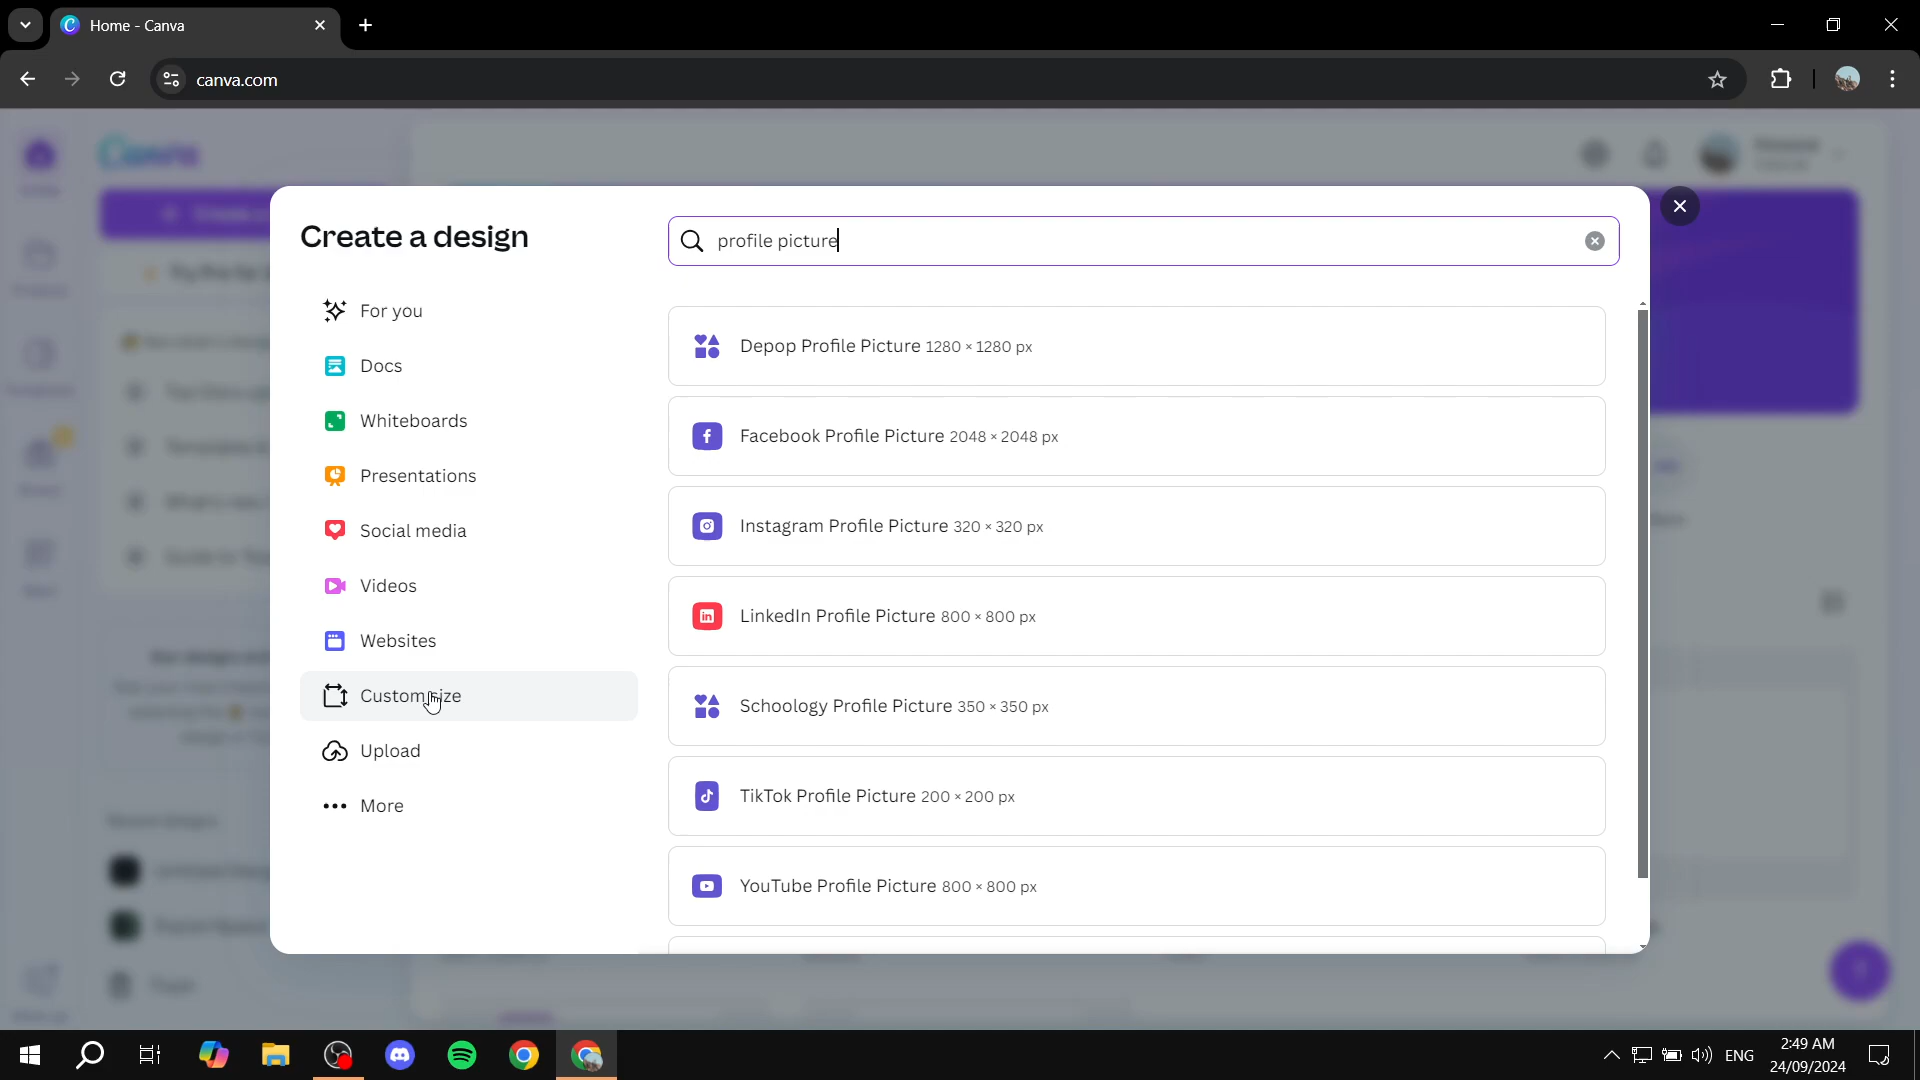 Home - Canva
canva.com
Canva
Create a design
profile picture
For you
Docs
Whiteboards
Presentations
Social media
Videos
Websites
Custom size
Upload
More
Depop Profile Picture 1280 × 1280 px
Facebook Profile Picture 2048 × 2048 px
Instagram Profile Picture 320 × 320 px
LinkedIn Profile Picture 800 × 800 px
Schoology Profile Picture 350 × 350 px
TikTok Profile Picture 200 × 200 px
YouTube Profile Picture 800 × 800 px
ENG
2:49 AM
24/09/2024